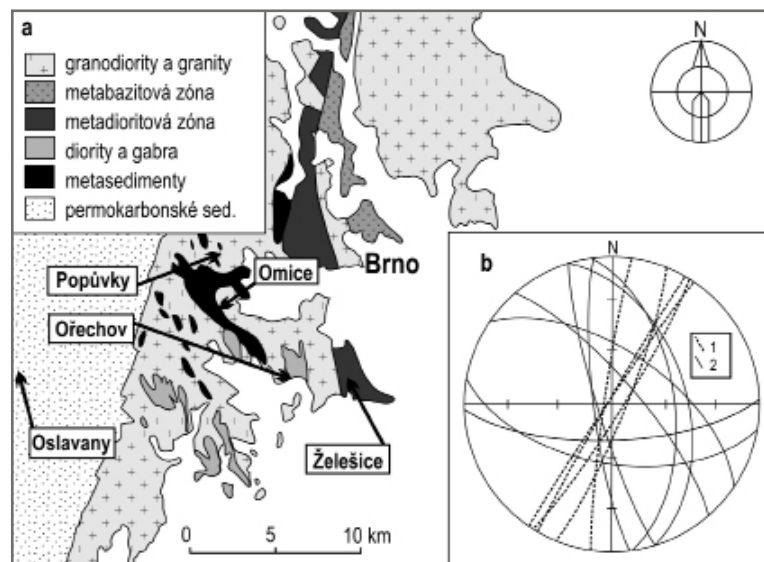 a
granodiority a granity
metabazitová zóna
metadioritová zóna
diority a gabra
metasedimenty
permokarbonské sed.
N
Popůvky
Omice
Brno
Ořechov
Oslavany
Želešice
0 5 10 km
b
N
1
2